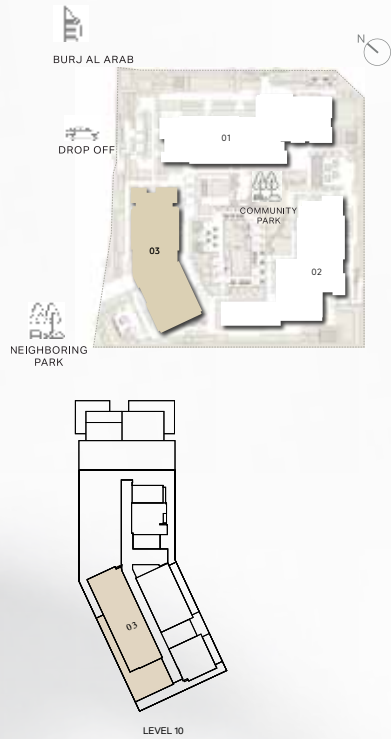 N
BURJ AL ARAB
DROP OFF
01
COMMUNITY
PARK
03
02
NEIGHBORING
PARK
03
LEVEL 10